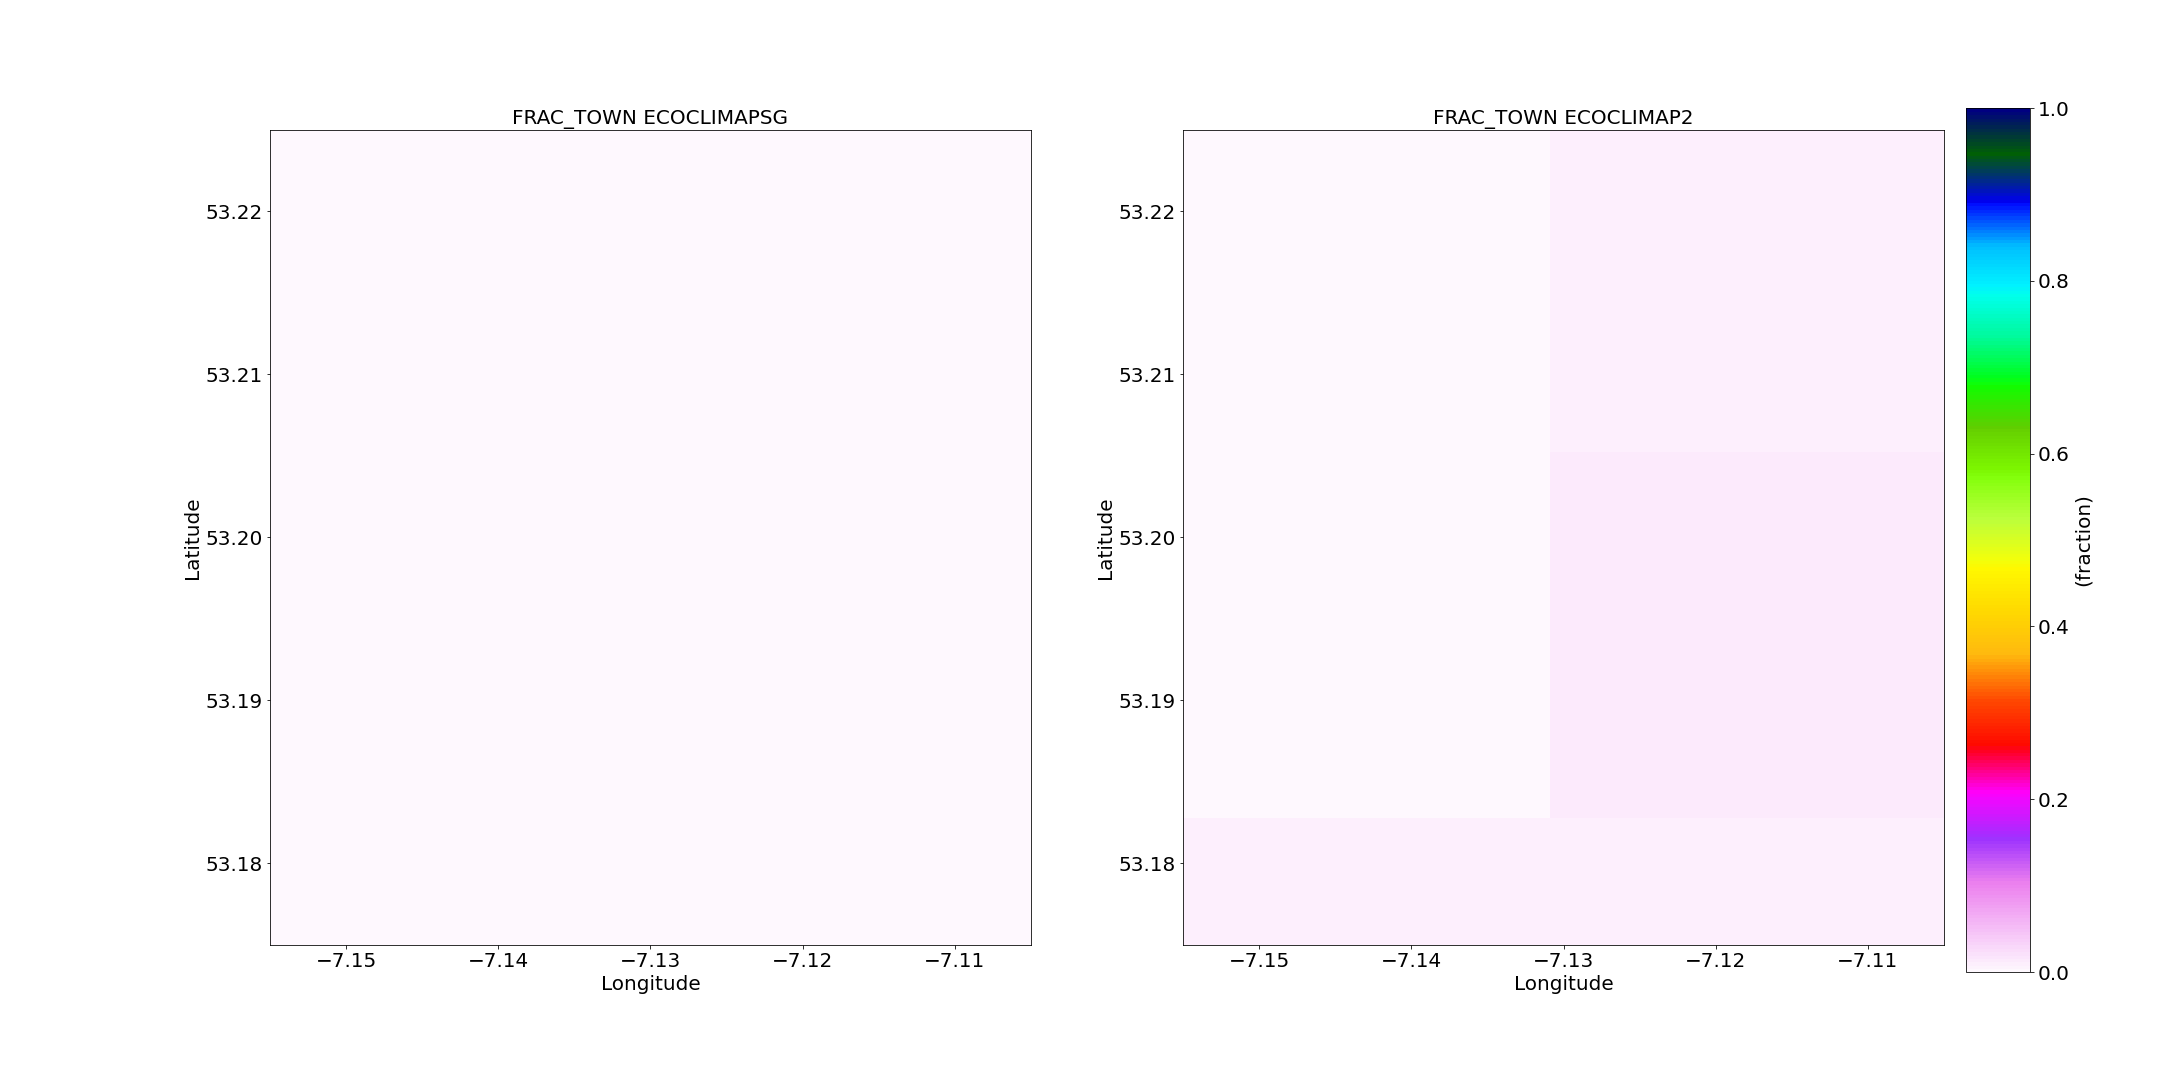 FRAC_TOWN ECOCLIMAPSG
53.22
53.21
53.20
53.19
53.18
Latitude
−7.15 −7.14 −7.13 −7.12 −7.11
Longitude
FRAC_TOWN ECOCLIMAP2
53.22
53.21
53.20
53.19
53.18
Latitude
−7.15 −7.14 −7.13 −7.12 −7.11
Longitude
1.0
0.8
0.6
0.4
0.2
0.0
(fraction)